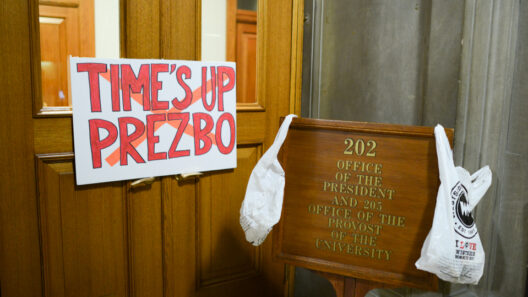 TIME'S UP
PREZBO
202
OFFICE
OF THE
PRESIDENT
AND 205
OFFICE OF THE
PROVOST
OF THE
UNIVERSITY
I